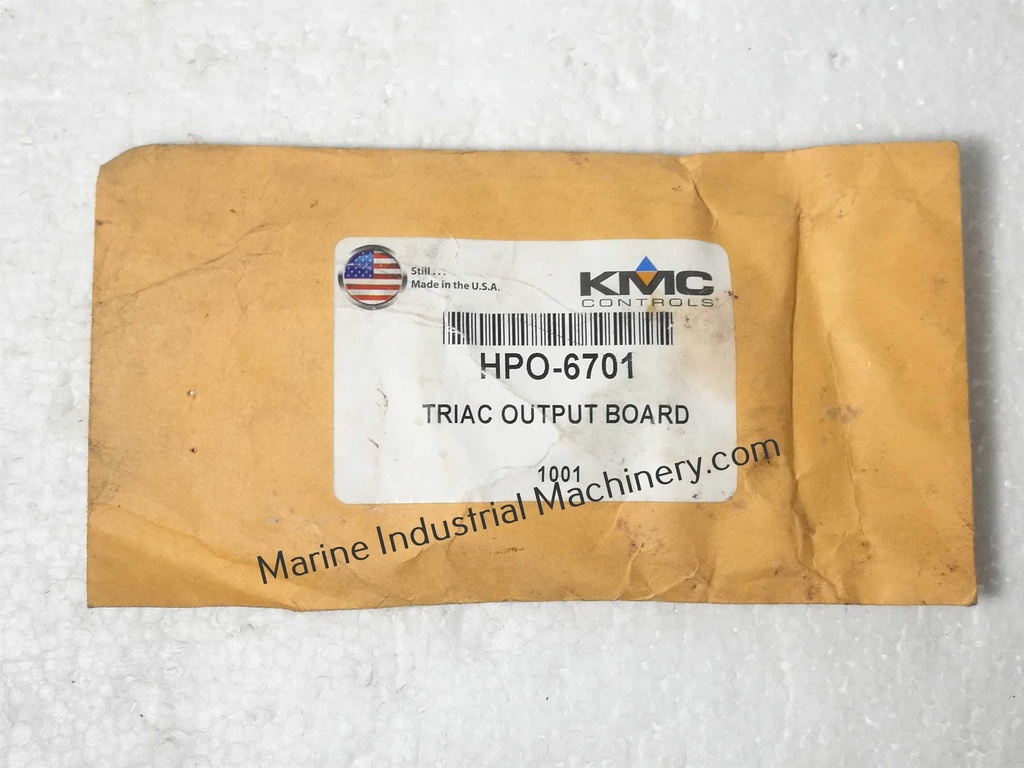 Still...
Made in the U.S.A.
KMC
CONTROLS
HPO-6701
TRIAC OUTPUT BOARD
1001
Marine Industrial Machinery.com